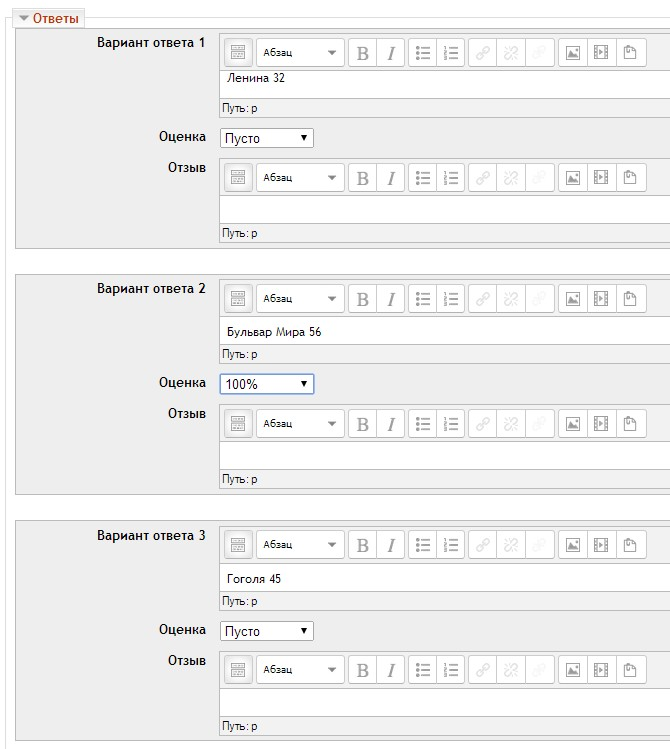 Ответы
Вариант ответа 1
Абзац
B I
Ленина 32
Путь: p
Оценка
Пусто
Отзыв
Абзац
B I
Путь: p
Вариант ответа 2
Абзац
B I
Бульвар Мира 56
Путь: p
Оценка
100%
Отзыв
Абзац
B I
Путь: p
Вариант ответа 3
Абзац
B I
Гоголя 45
Путь: p
Оценка
Пусто
Отзыв
Абзац
B I
Путь: p